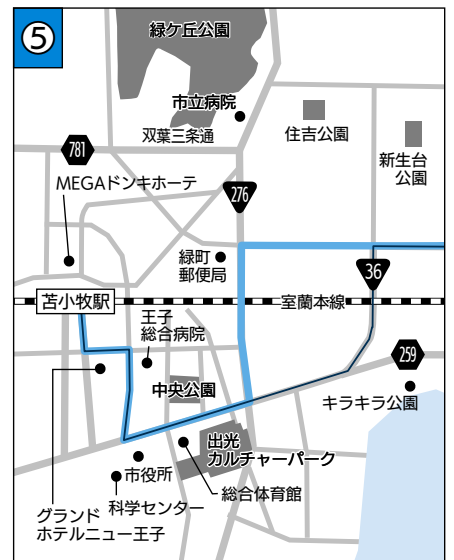 ⑤
緑ケ丘公園
市立病院
双葉三条通
住吉公園
新生台
公園
781
MEGAドンキホーテ
276
緑町
郵便局
36
苫小牧駅
室蘭本線
王子
総合病院
259
中央公園
キラキラ公園
出光
カルチャーパーク
市役所
総合体育館
科学センター
グランド
ホテルニュー王子